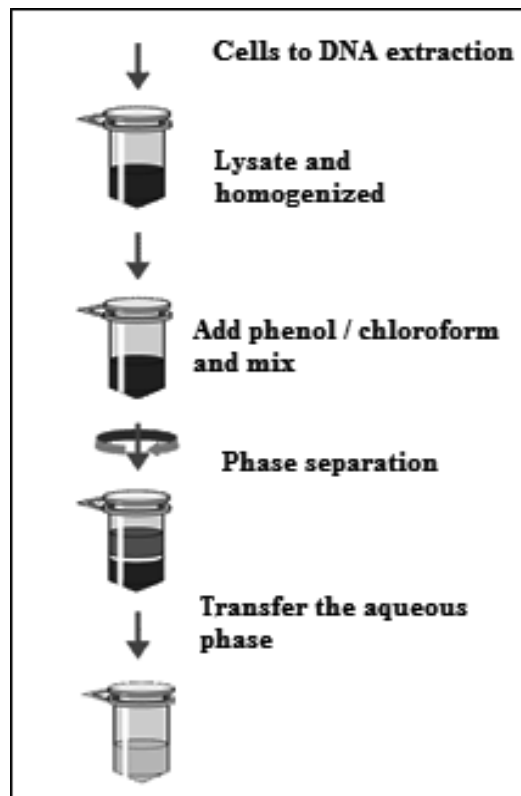 Cells to DNA extraction
Lysate and
homogenized
Add phenol / chloroform
and mix
Phase separation
Transfer the aqueous
phase